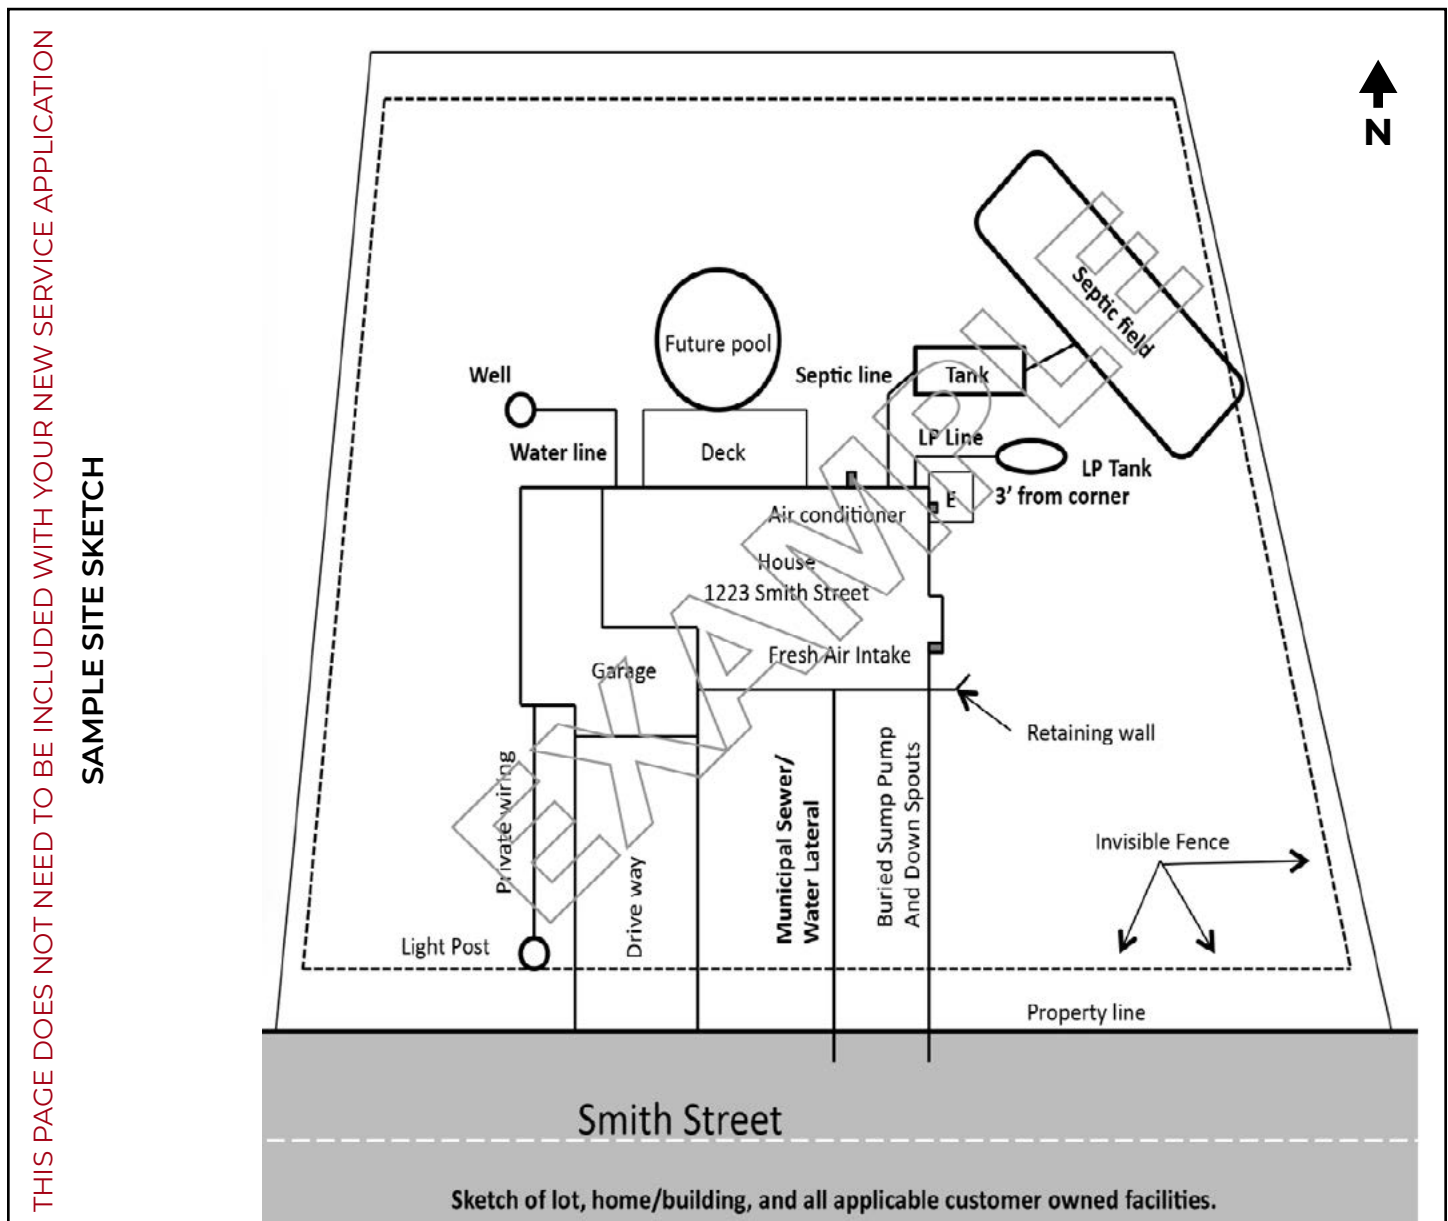 THIS PAGE DOES NOT NEED TO BE INCLUDED WITH YOUR NEW SERVICE APPLICATION
SAMPLE SITE SKETCH
N
Septic field
Future pool
Well
Septic line
Tank
Water line
Deck
LP Line
LP Tank
3' from corner
E
Air conditioner
House
1223 Smith Street
Fresh Air Intake
Garage
Retaining wall
Private wiring
Drive way
Municipal Sewer/
Water Lateral
Buried Sump Pump
And Down Spouts
Invisible Fence
Light Post
Property line
EXAMPLE
Smith Street
Sketch of lot, home/building, and all applicable customer owned facilities.